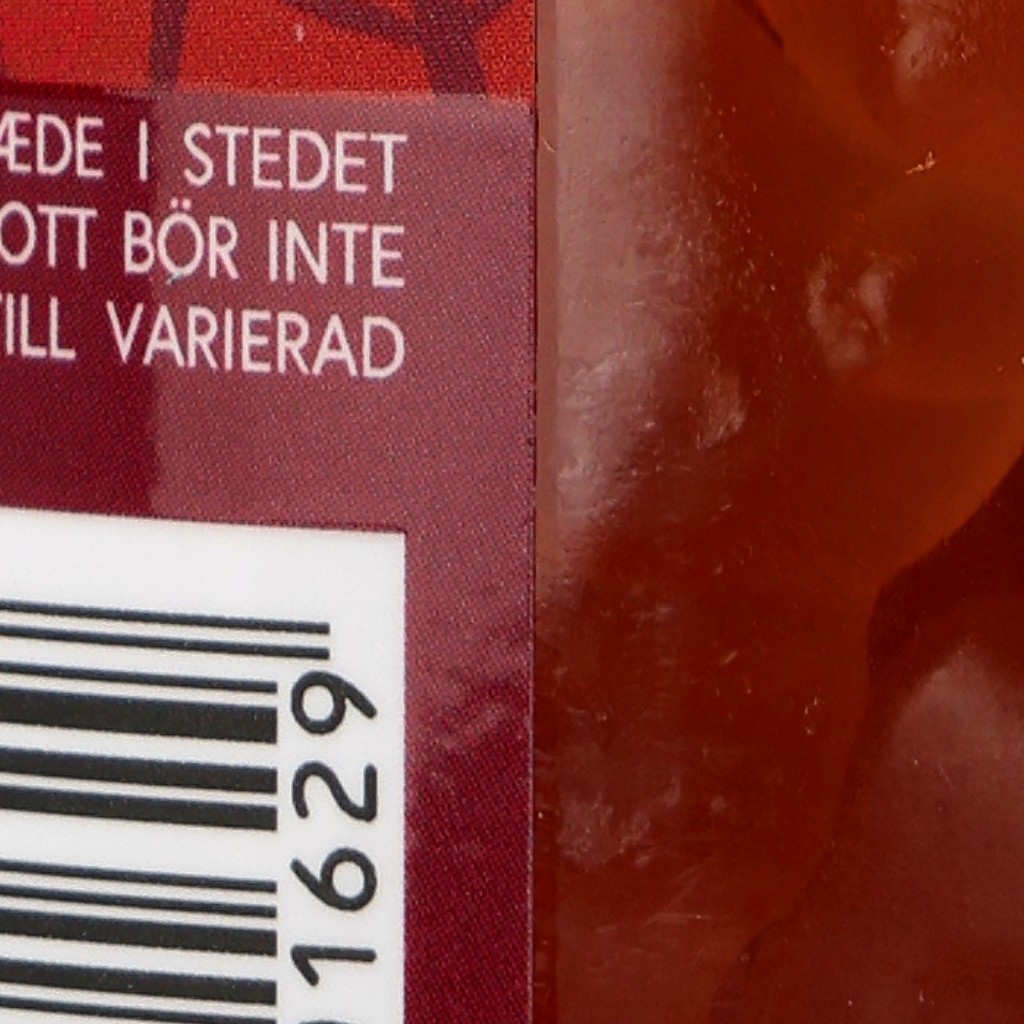 ÆDE I STEDET
OTT BÖR INTE
TILL VARIERAD
1629